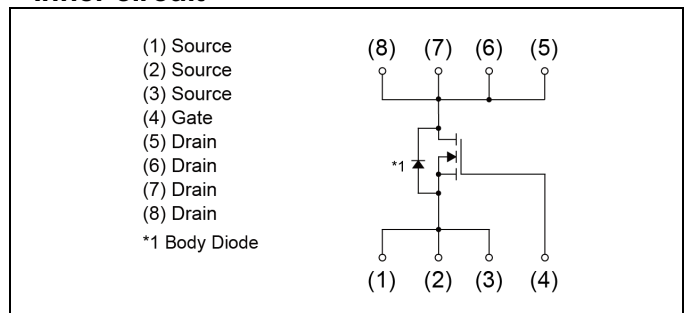 Inner circuit
(1) Source
(2) Source
(3) Source
(4) Gate
(5) Drain
(6) Drain
(7) Drain
(8) Drain
*1 Body Diode
(8) (7) (6) (5)
*1
(1) (2) (3) (4)